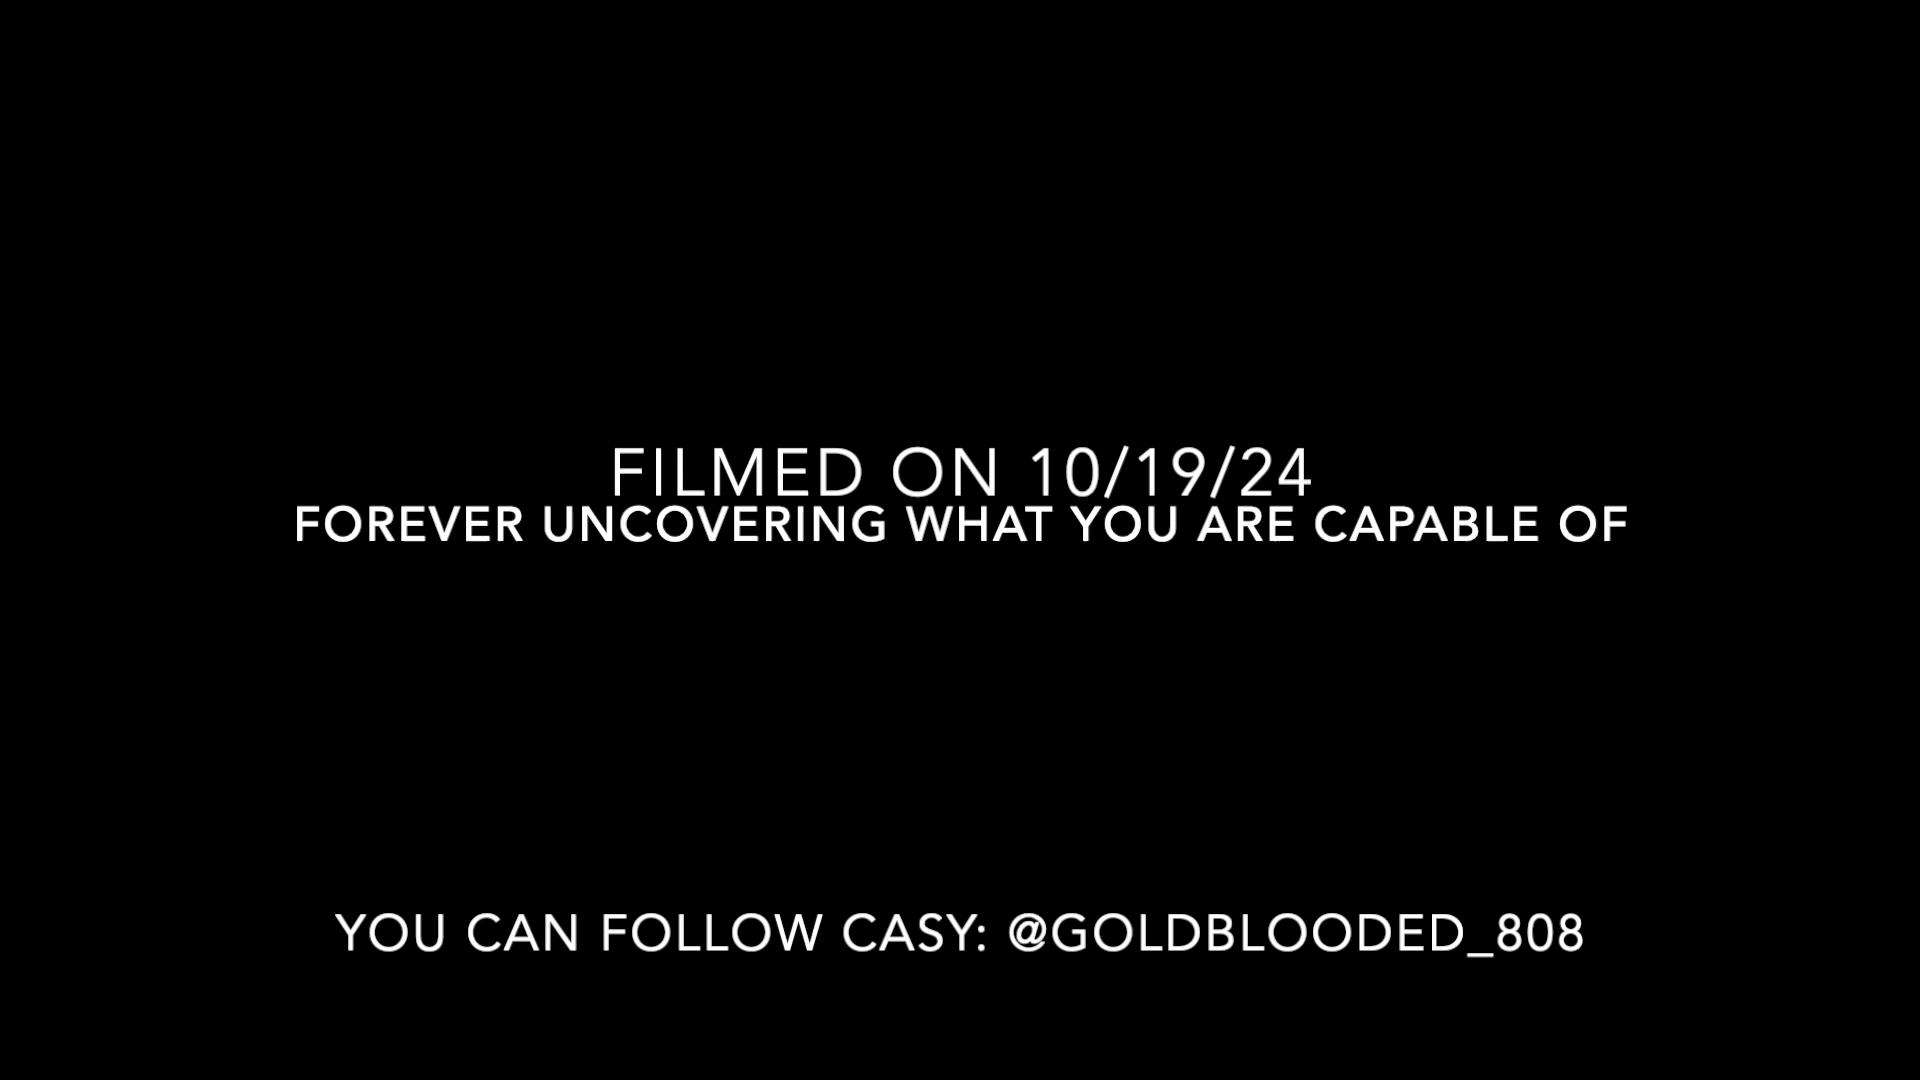 FILMED ON 10/19/24
FOREVER UNCOVERING WHAT YOU ARE CAPABLE OF
YOU CAN FOLLOW CASY: @GOLDBLOODED_808